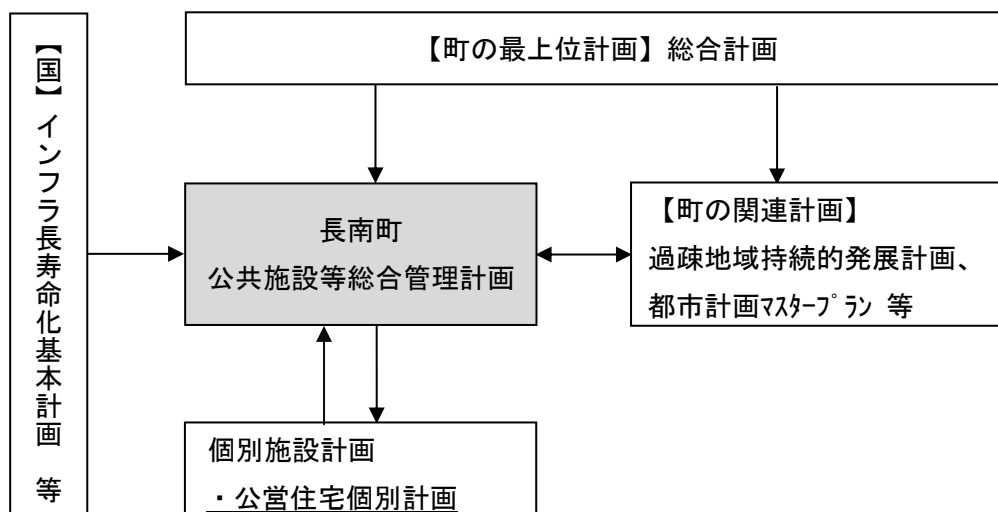 【国】インフラ長寿命化基本計画 等
【町の最上位計画】総合計画
長南町
公共施設等総合管理計画
【町の関連計画】
過疎地域持続的発展計画、
都市計画ﾏｽﾀｰﾌﾟﾗﾝ 等
個別施設計画
・公営住宅個別計画